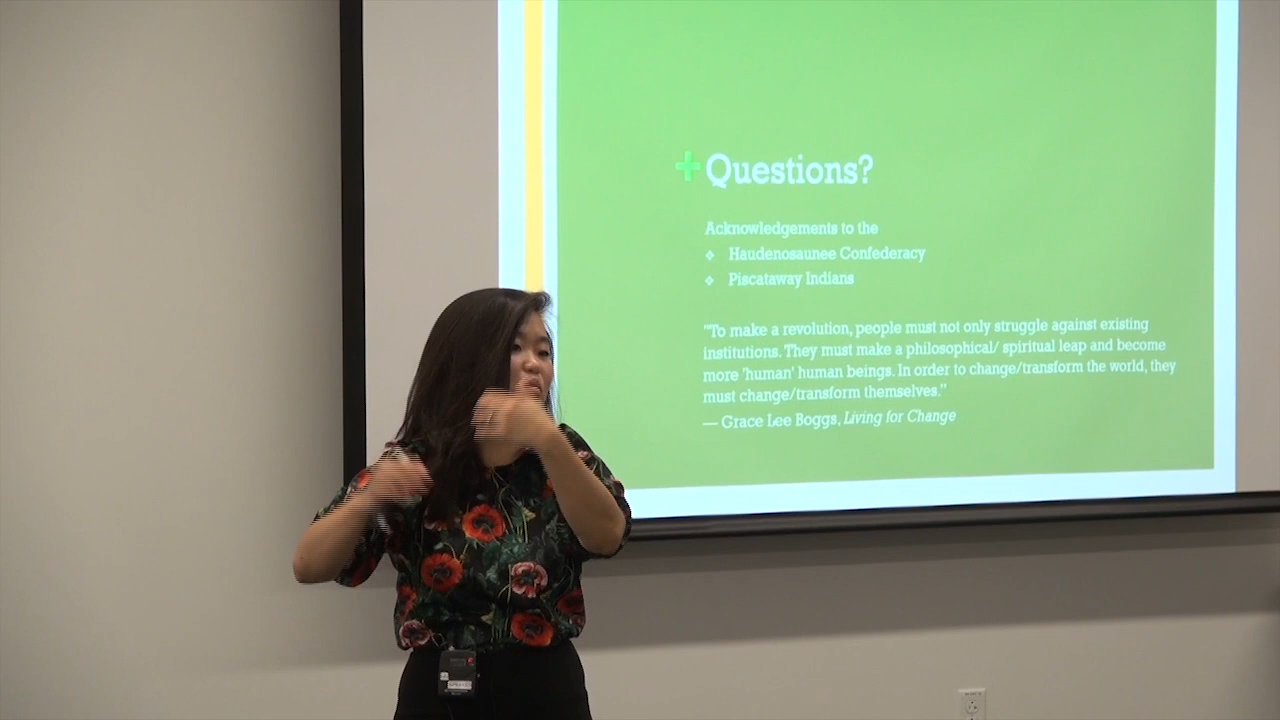 Questions?
Acknowledgements to the
❖ Haudenosaunee Confederacy
❖ Piscataway Indians
"To make a revolution, people must not only struggle against existing
institutions. They must make a philosophical/ spiritual leap and become
more 'human' human beings. In order to change/transform the world, they
must change/transform themselves."
— Grace Lee Boggs, Living for Change